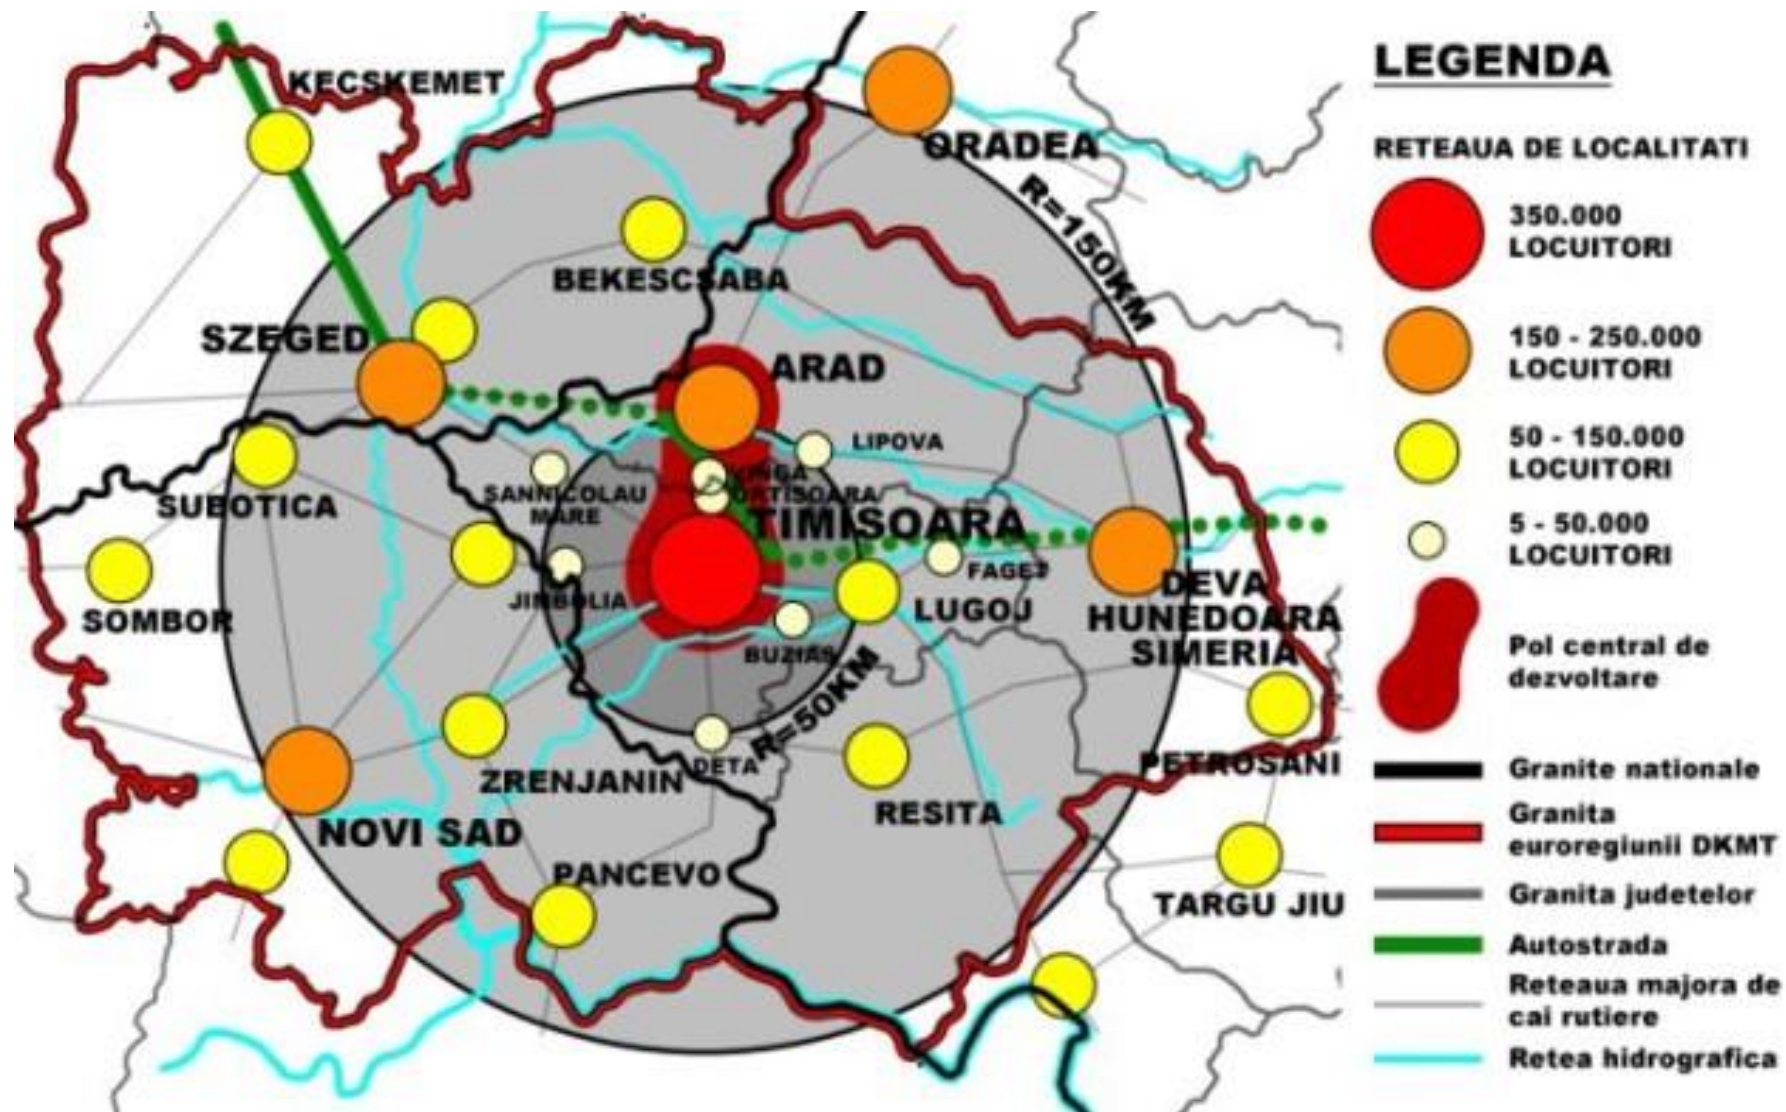 KECSKEMET
ORADEA
R=150KM
BEKESCSABA
SZEGED
ARAD
LIPOVA
SANNICOLAU
MARE
TIMISOARA
SUBOTICA
FAGET
JIMBOLIA
SOMBOR
LUGOJ
DEVA
HUNEDOARA
SIMERIA
BUZIAS
R=50KM
DETA
PETROSANI
ZRENJANIN
RESITA
NOVI SAD
PANCEVO
TARGU JIU
LEGENDA
RETEAUA DE LOCALITATI
350.000
LOCUITORI
150 - 250.000
LOCUITORI
50 - 150.000
LOCUITORI
5 - 50.000
LOCUITORI
Pol central de
dezvoltare
Granite nationale
Granita
euroregiunii DKMT
Granita judetelor
Autostrada
Reteaua majora de
cai rutiere
Retea hidrografica